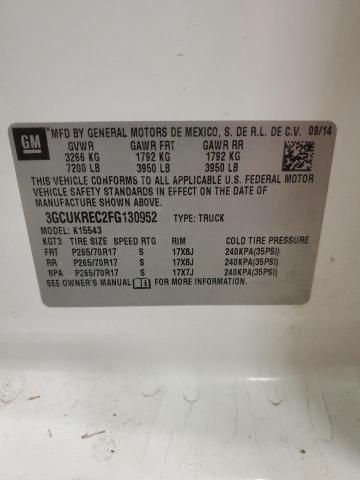 GM
MFD BY GENERAL MOTORS DE MEXICO, S. DE R.L. DE C.V. 09/14
GVWR GAWR FRT GAWR RR
3266 KG 1792 KG 1792 KG
7200 LB 3950 LB 3950 LB
THIS VEHICLE CONFORMS TO ALL APPLICABLE U.S. FEDERAL MOTOR
VEHICLE SAFETY STANDARDS IN EFFECT ON THE DATE OF
MANUFACTURE SHOWN ABOVE.
3GCUKREC2FG130952 TYPE: TRUCK
MODEL: K15543
KGT3 TIRE SIZE SPEED RTG RIM COLD TIRE PRESSURE
FRT P265/70R17 S 17X8J 240KPA(35PSI)
RR P265/70R17 S 17X8J 240KPA(35PSI)
SPA P265/70R17 S 17X7J 240KPA(35PSI)
SEE OWNER'S MANUAL FOR MORE INFORMATION.